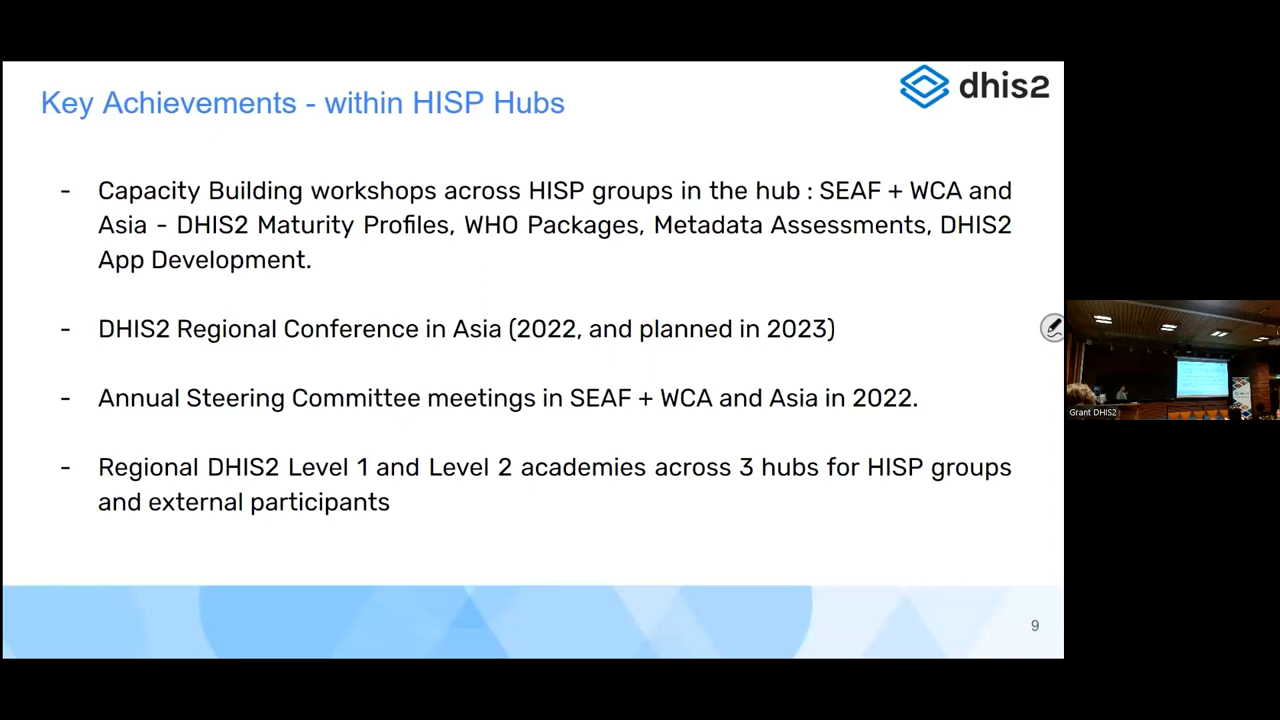 Key Achievements - within HISP Hubs
dhis2
- Capacity Building workshops across HISP groups in the hub : SEAF + WCA and
Asia - DHIS2 Maturity Profiles, WHO Packages, Metadata Assessments, DHIS2
App Development.
- DHIS2 Regional Conference in Asia (2022, and planned in 2023)
- Annual Steering Committee meetings in SEAF + WCA and Asia in 2022.
- Regional DHIS2 Level 1 and Level 2 academies across 3 hubs for HISP groups
and external participants
9
Grant DHIS2